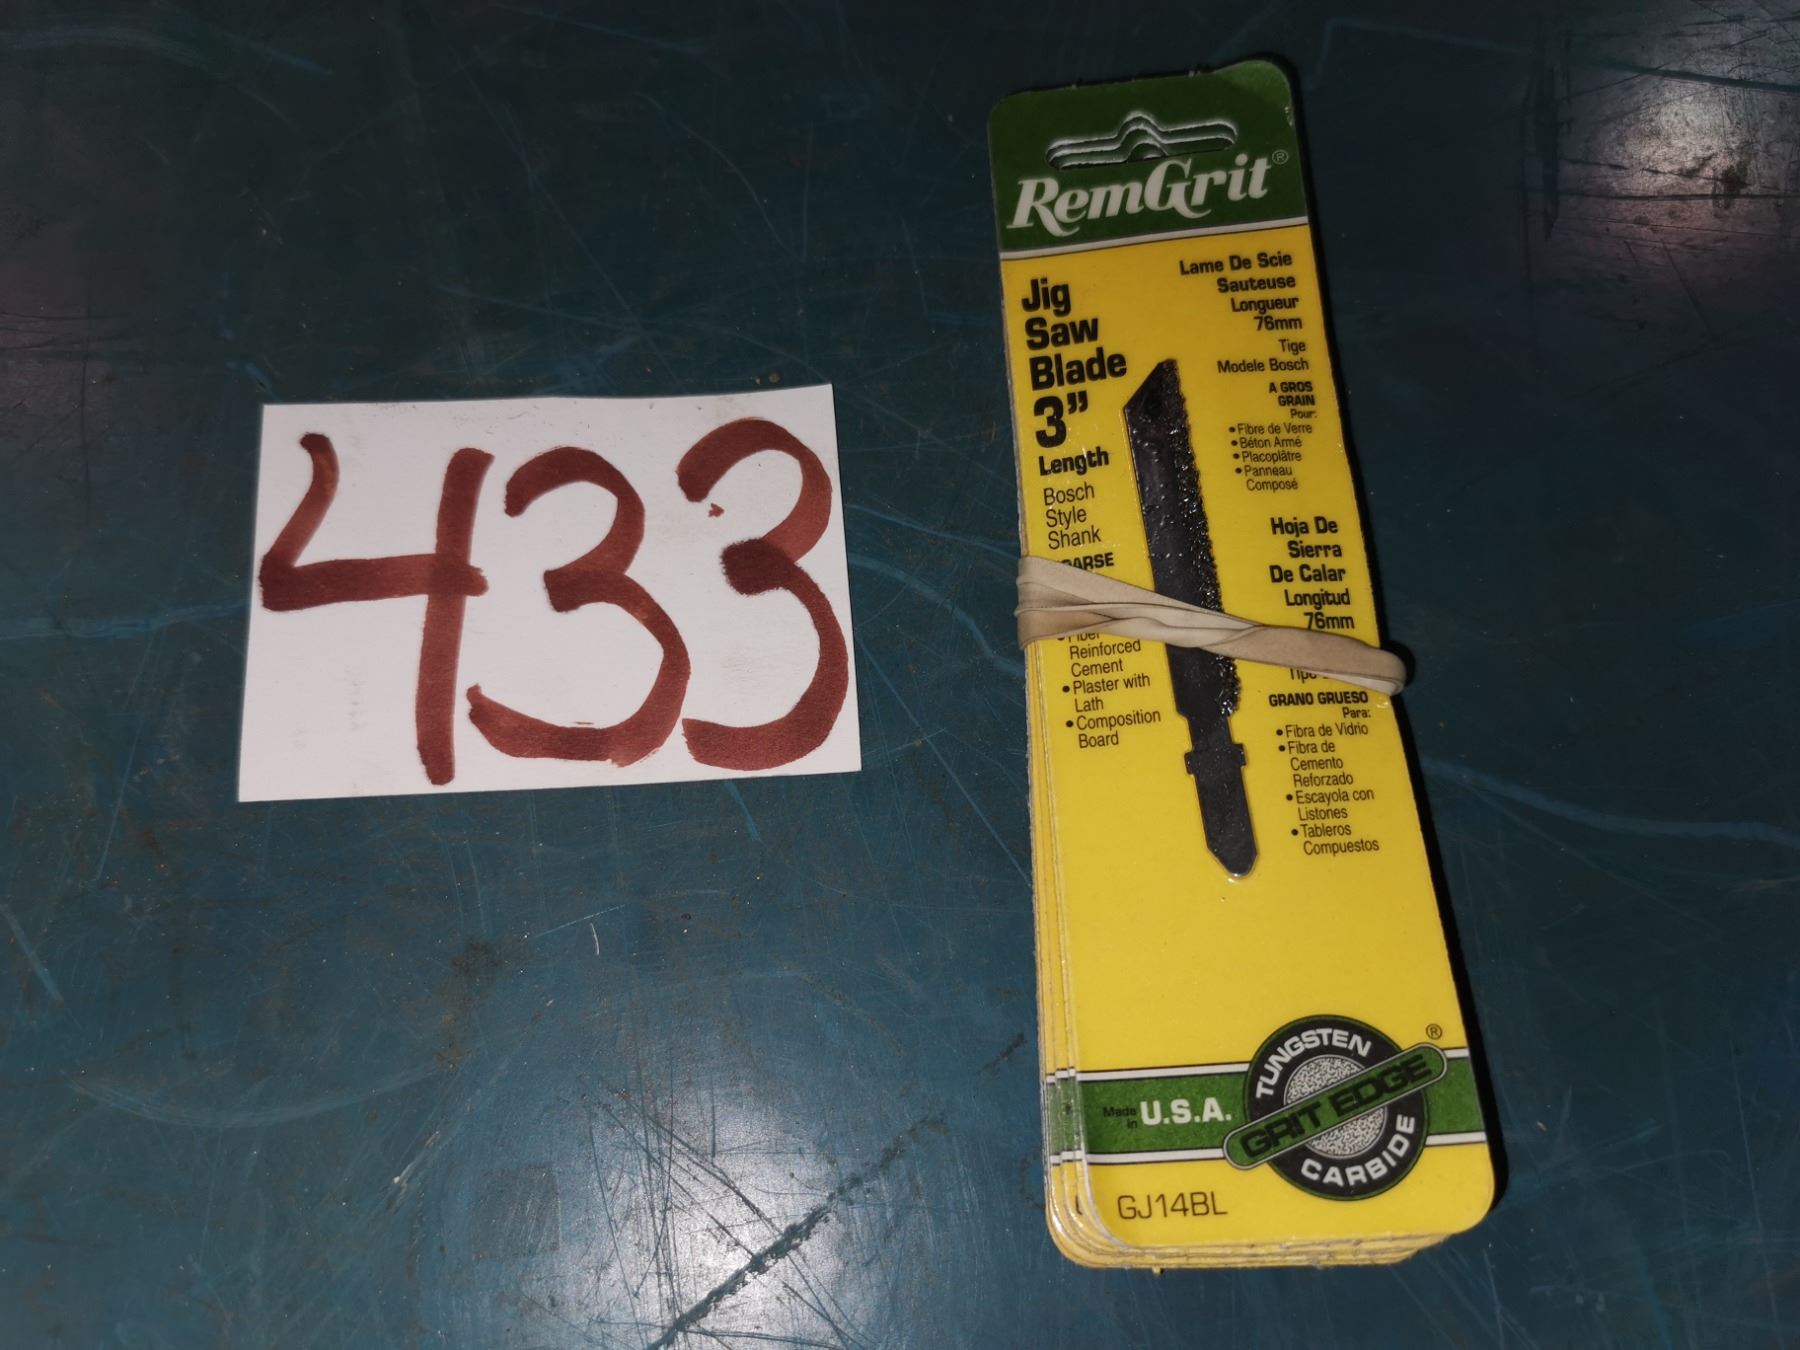 433
RemGrit®
Jig
Saw
Blade
3”
Length
Bosch
Style
Shank
Reinforced
Cement
• Plaster with
Lath
• Composition
Board
Lame De Scie
Sauteuse
Longueur
76mm
Tige
Modele Bosch
A GROS
GRAIN
Pour:
• Fibre de Verre
• Béton Armé
• Placoplâtre
• Panneau
Composé
Hoja De
Sierra
De Calar
Longitud
76mm
GRANO GRUESO
Para:
• Fibra de Vidrio
• Fibra de
Cemento
Reforzado
• Escayola con
Listones
• Tableros
Compuestos
Made
in
U.S.A.
TUNGSTEN
GRIT EDGE®
CARBIDE
GJ14BL